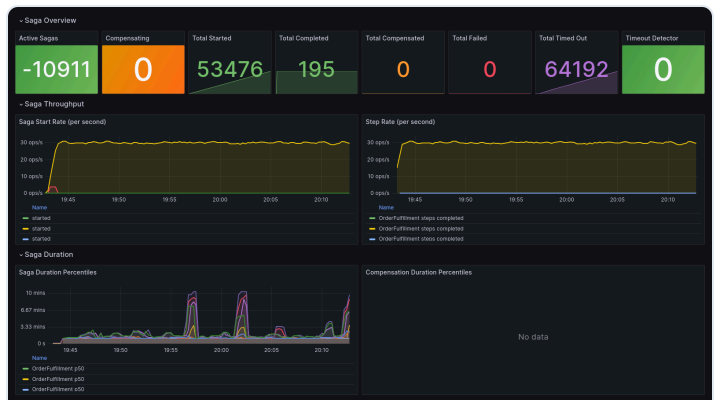 Saga Overview
Active Sagas
Compensating
Total Started
Total Completed
Total Compensated
Total Failed
Total Timed Out
Timeout Detector
-10911
0
53476
195
0
0
64192
0
Saga Throughput
Saga Start Rate (per second)
30 ops/s
20 ops/s
10 ops/s
0 ops/s
19:45 19:50 19:55 20:00 20:05 20:10
Name
started
started
started
Step Rate (per second)
30 ops/s
20 ops/s
10 ops/s
0 ops/s
19:45 19:50 19:55 20:00 20:05 20:10
Name
OrderFulfillment steps completed
OrderFulfillment steps completed
OrderFulfillment steps completed
Saga Duration
Saga Duration Percentiles
10 mins
6.67 mins
3.33 mins
0 s
19:45 19:50 19:55 20:00 20:05 20:10
Name
OrderFulfillment p50
OrderFulfillment p50
OrderFulfillment p50
Compensation Duration Percentiles
No data